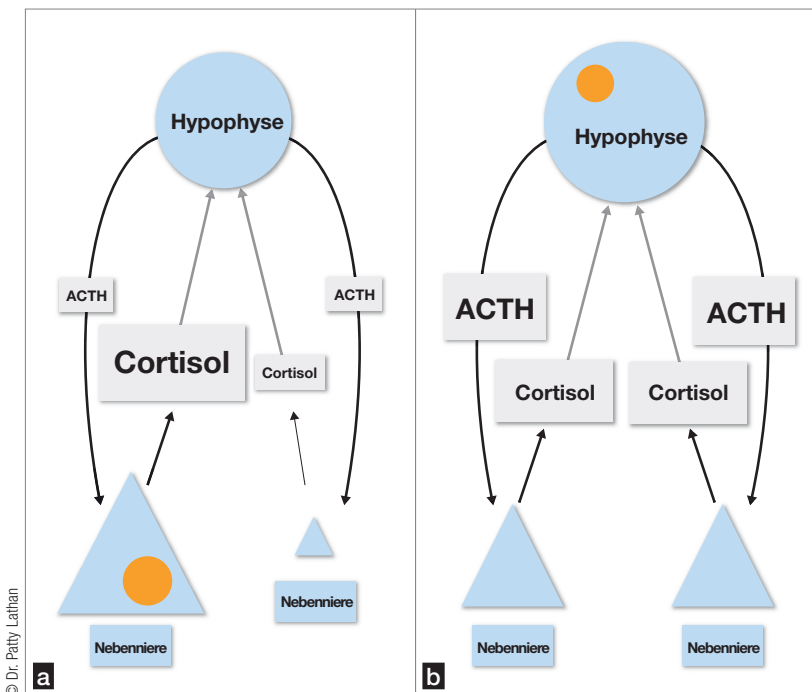 Hypophyse
ACTH
ACTH
Cortisol
Cortisol
Nebenniere
Nebenniere
a
Hypophyse
ACTH
ACTH
Cortisol
Cortisol
Nebenniere
Nebenniere
b
© Dr. Patty Lathan